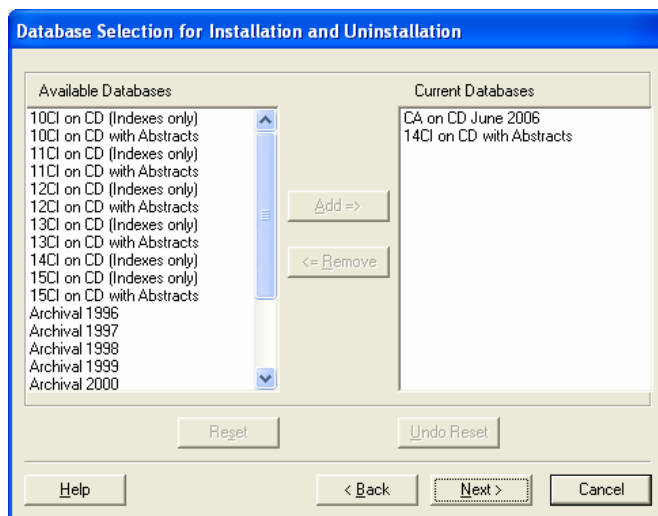 Database Selection for Installation and Uninstallation
Available Databases
10CI on CD (Indexes only)
10CI on CD with Abstracts
11CI on CD (Indexes only)
11CI on CD with Abstracts
12CI on CD (Indexes only)
12CI on CD with Abstracts
13CI on CD (Indexes only)
13CI on CD with Abstracts
14CI on CD (Indexes only)
15CI on CD (Indexes only)
15CI on CD with Abstracts
Archival 1996
Archival 1997
Archival 1998
Archival 1999
Archival 2000
Add =>
<= Remove
Current Databases
CA on CD June 2006
14CI on CD with Abstracts
Reset
Undo Reset
Help
< Back
Next >
Cancel